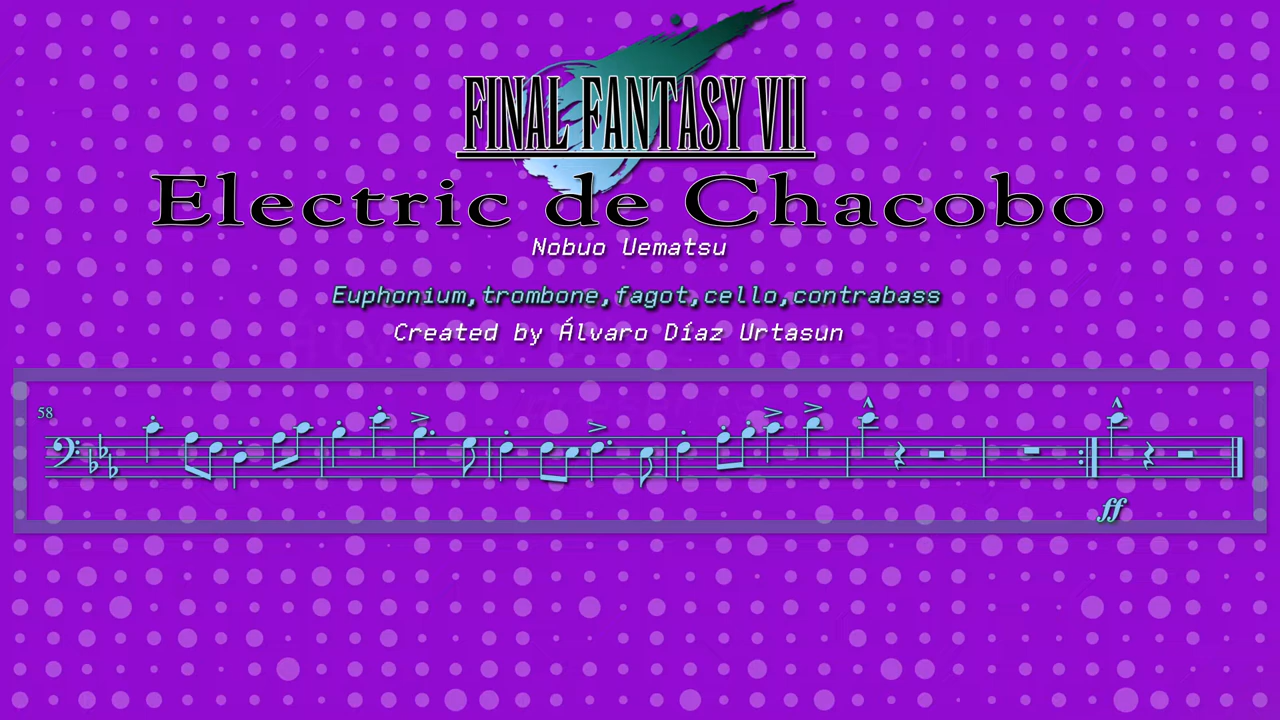 FINAL FANTASY VII
Electric de Chacobo
Nobuo Uematsu
Euphonium,trombone,fagot,cello,contrabass
Created by Álvaro Díaz Urtasun
58
ff